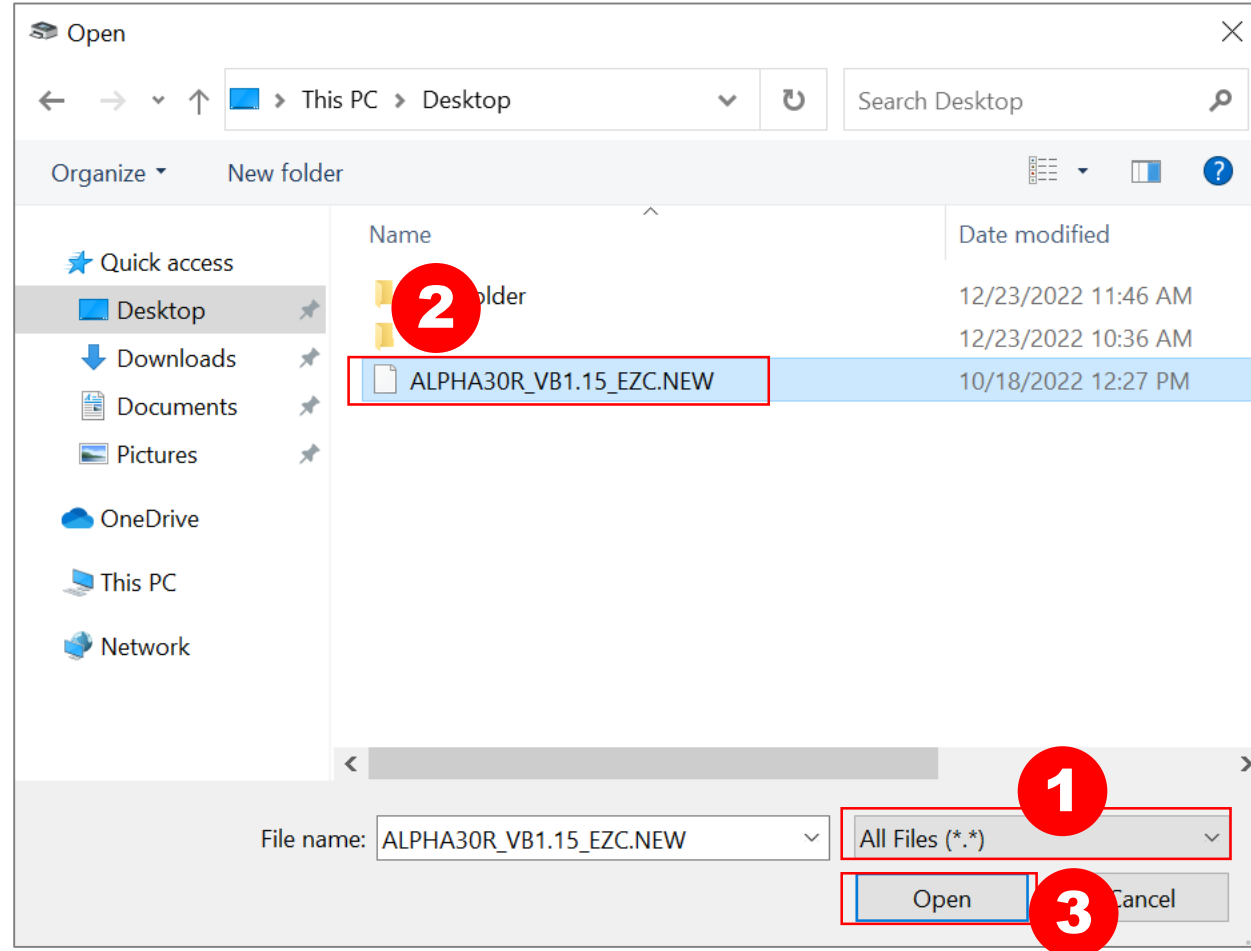 Open
This PC > Desktop
Search Desktop
Organize
New folder
?
Name
Date modified
Quick access
Desktop
Downloads
Documents
Pictures
OneDrive
This PC
Network
2
older
12/23/2022 11:46 AM
12/23/2022 10:36 AM
ALPHA30R_VB1.15_EZC.NEW
10/18/2022 12:27 PM
1
File name:
ALPHA30R_VB1.15_EZC.NEW
All Files (*.*)
Open
3
Cancel